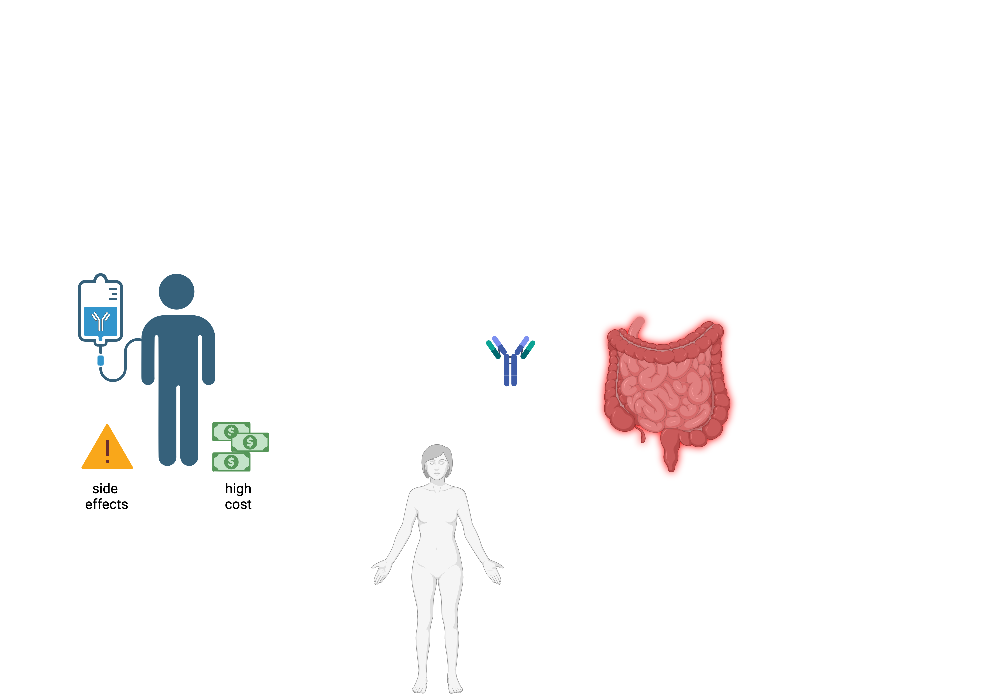 side
effects
high
cost
$
$
$